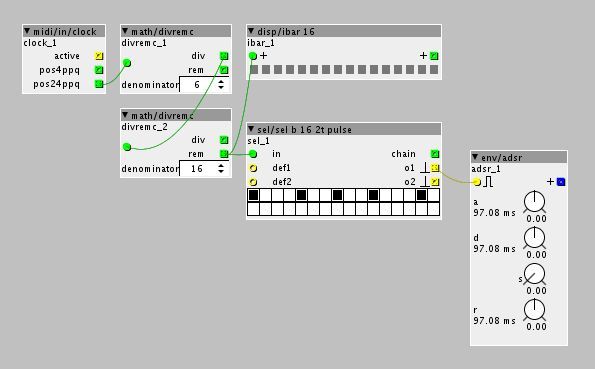 midi/in/clock
clock_1
active
pos4ppq
pos24ppq
math/divremc
divremc_1
div
rem
denominator 6
math/divremc
divremc_2
div
rem
denominator 16
disp/ibar 16
ibar_1
+ +
sel/sel b 16 2t pulse
sel_1
in chain
def1 o1
def2 o2
env/adsr
adsr_1
+
a
97.08 ms 0.00
d
97.08 ms 0.00
s
0.00
r
97.08 ms 0.00